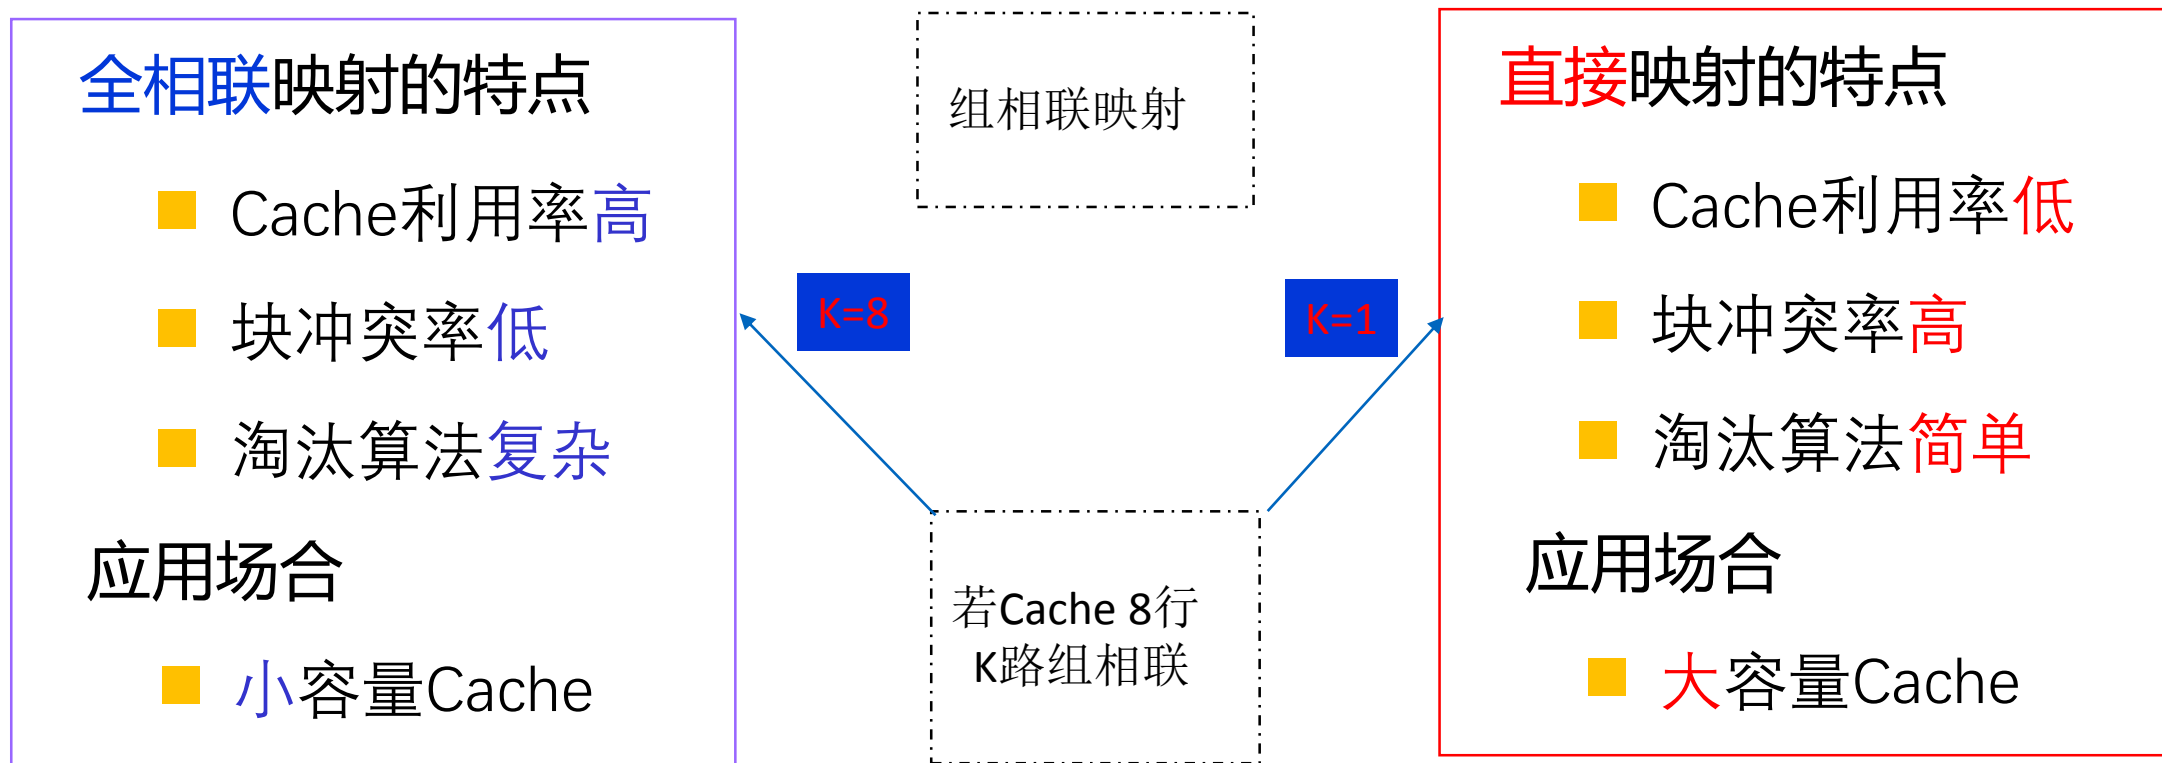 全相联映射的特点
Cache利用率高
块冲突率低
淘汰算法复杂
应用场合
小容量Cache
组相联映射
K=8
K=1
若Cache 8行
K路组相联
直接映射的特点
Cache利用率低
块冲突率高
淘汰算法简单
应用场合
大容量Cache